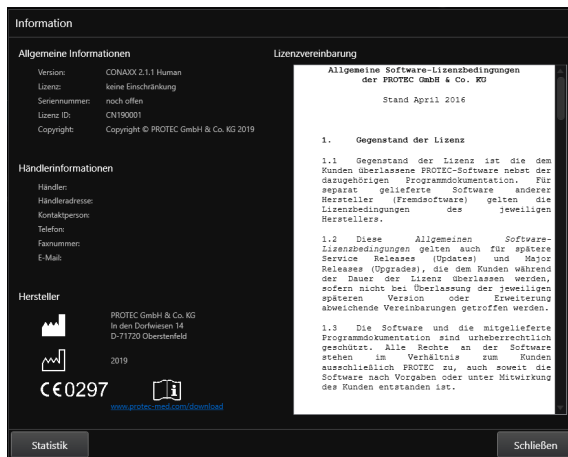 Information
Allgemeine Informationen
Version: CONAXX 2.1.1 Human
Lizenz: keine Einschränkung
Seriennummer: noch offen
Lizenz ID: CN190001
Copyright: Copyright © PROTEC GmbH & Co. KG 2019
Händlerinformationen
Händler:
Händleradresse:
Kontaktperson:
Telefon:
Faxnummer:
E-Mail:
Hersteller
PROTEC GmbH & Co. KG
In den Dorfwiesen 14
D-71720 Oberstenfeld
2019
CE0297
www.protec-med.com/download
Lizenzvereinbarung
Allgemeine Software-Lizenzbedingungen
der PROTEC GmbH & Co. KG
Stand April 2016
1. Gegenstand der Lizenz
1.1 Gegenstand der Lizenz ist die dem
Kunden überlassene PROTEC-Software nebst der
dazugehörigen Programmdokumentation. Für
separat gelieferte Software anderer
Hersteller (Fremdsoftware) gelten die
Lizenzbedingungen des jeweiligen
Herstellers.
1.2 Diese Allgemeinen Software-
Lizenzbedingungen gelten auch für spätere
Service Releases (Updates) und Major
Releases (Upgrades), die dem Kunden während
der Dauer der Lizenz überlassen werden,
sofern nicht bei Überlassung der jeweiligen
späteren Version oder Erweiterung
abweichende Vereinbarungen getroffen werden.
1.3 Die Software und die mitgelieferte
Programmdokumentation sind urheberrechtlich
geschützt. Alle Rechte an der Software
stehen im Verhältnis zum Kunden
ausschließlich PROTEC zu, auch soweit die
Software nach Vorgaben oder unter Mitwirkung
des Kunden entstanden ist.
Statistik
Schließen